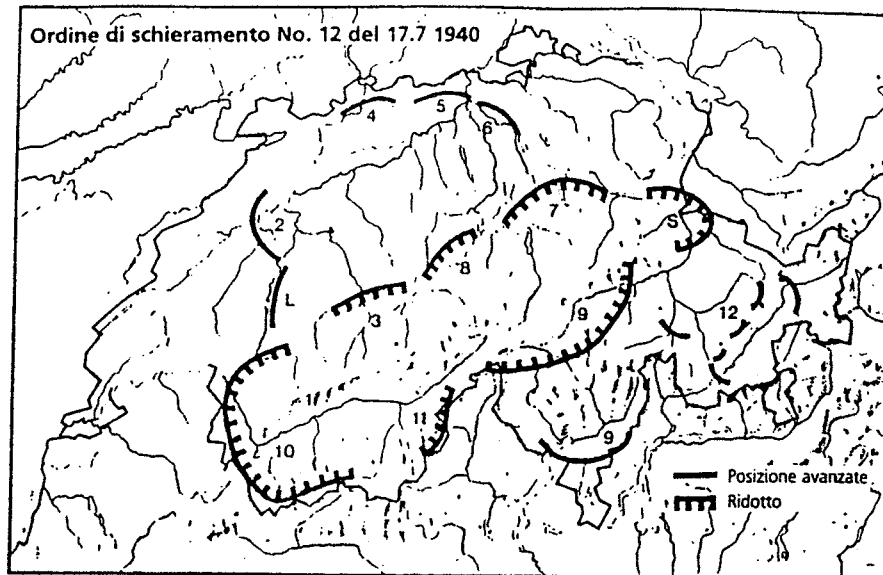 Ordine di schieramento No. 12 del 17.7 1940
4
5
6
2
7
S
8
L
3
9
12
11
10
9
Posizione avanzate
Ridotto